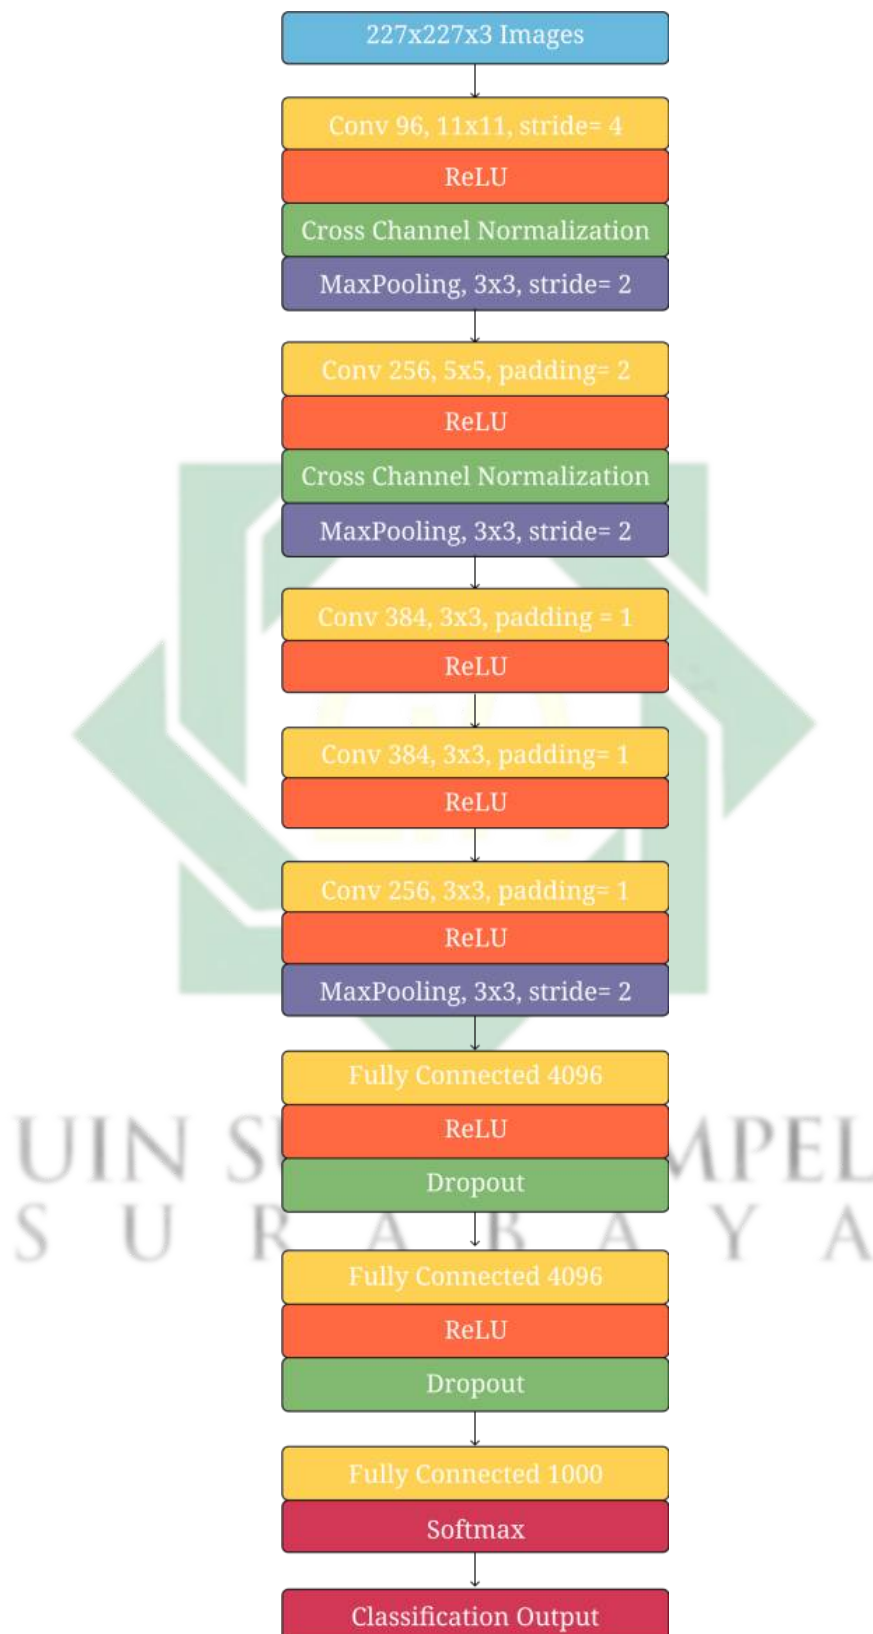 227x227x3 Images
Conv 96, 11x11, stride= 4
ReLU
Cross Channel Normalization
MaxPooling, 3x3, stride= 2
Conv 256, 5x5, padding= 2
ReLU
Cross Channel Normalization
MaxPooling, 3x3, stride= 2
Conv 384, 3x3, padding = 1
ReLU
Conv 384, 3x3, padding= 1
ReLU
Conv 256, 3x3, padding= 1
ReLU
MaxPooling, 3x3, stride= 2
Fully Connected 4096
ReLU
Dropout
UIN
SURABAYA
Fully Connected 4096
ReLU
Dropout
Fully Connected 1000
Softmax
Classification Output